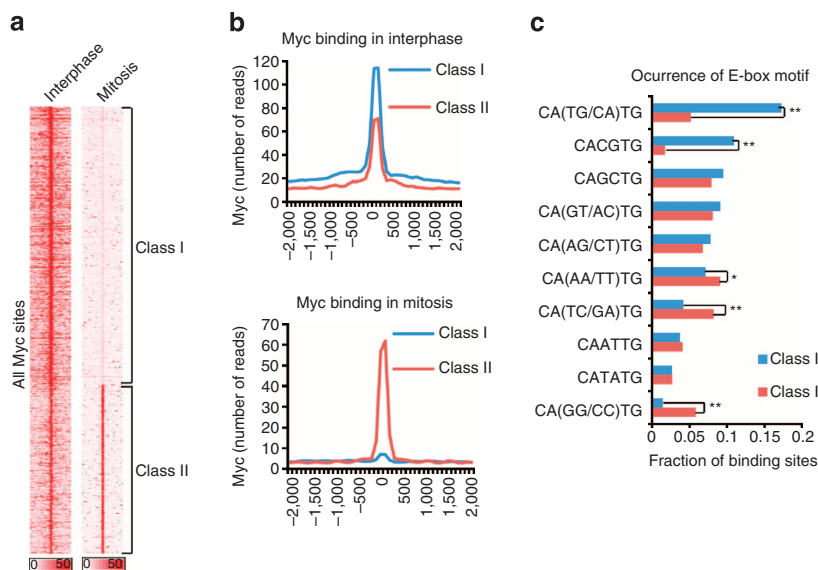 a
Interphase
Mitosis
All Myc sites
Class I
Class II
0 50
0 50
b
Myc binding in interphase
Myc (number of reads)
120
100
80
60
40
20
0
Class I
Class II
−2,000
−1,500
−1,000
−500
0
500
1,000
1,500
2,000
Myc binding in mitosis
Myc (number of reads)
70
60
50
40
30
20
10
0
Class I
Class II
−2,000
−1,500
−1,000
−500
0
500
1,000
1,500
2,000
c
Ocurrence of E-box motif
CA(TG/CA)TG
**
CACGTG
**
CAGCTG
CA(GT/AC)TG
CA(AG/CT)TG
CA(AA/TT)TG
*
CA(TC/GA)TG
**
CAATTG
CATATG
CA(GG/CC)TG
**
Class I
Class I
0 0.05 0.1 0.15 0.2
Fraction of binding sites